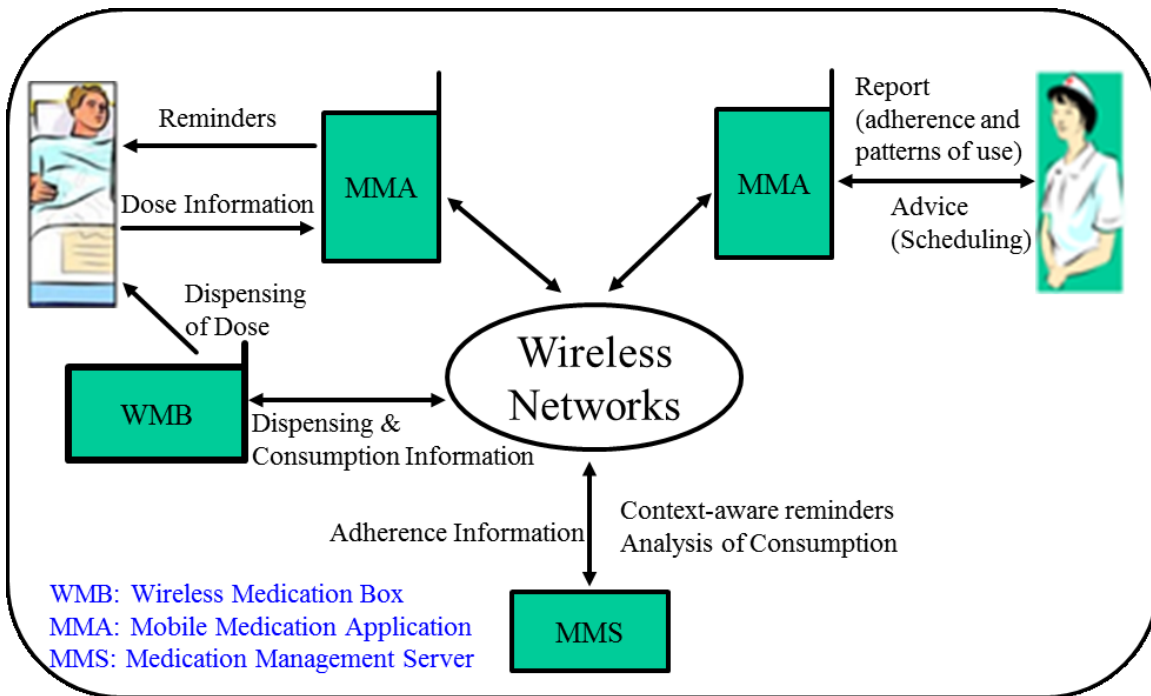 Reminders
MMA
Dose Information
MMA
Report
(adherence and
patterns of use)
Advice
(Scheduling)
Dispensing
of Dose
WMB
Dispensing &
Consumption Information
Wireless
Networks
Adherence Information
Context-aware reminders
Analysis of Consumption
MMS
WMB: Wireless Medication Box
MMA: Mobile Medication Application
MMS: Medication Management Server